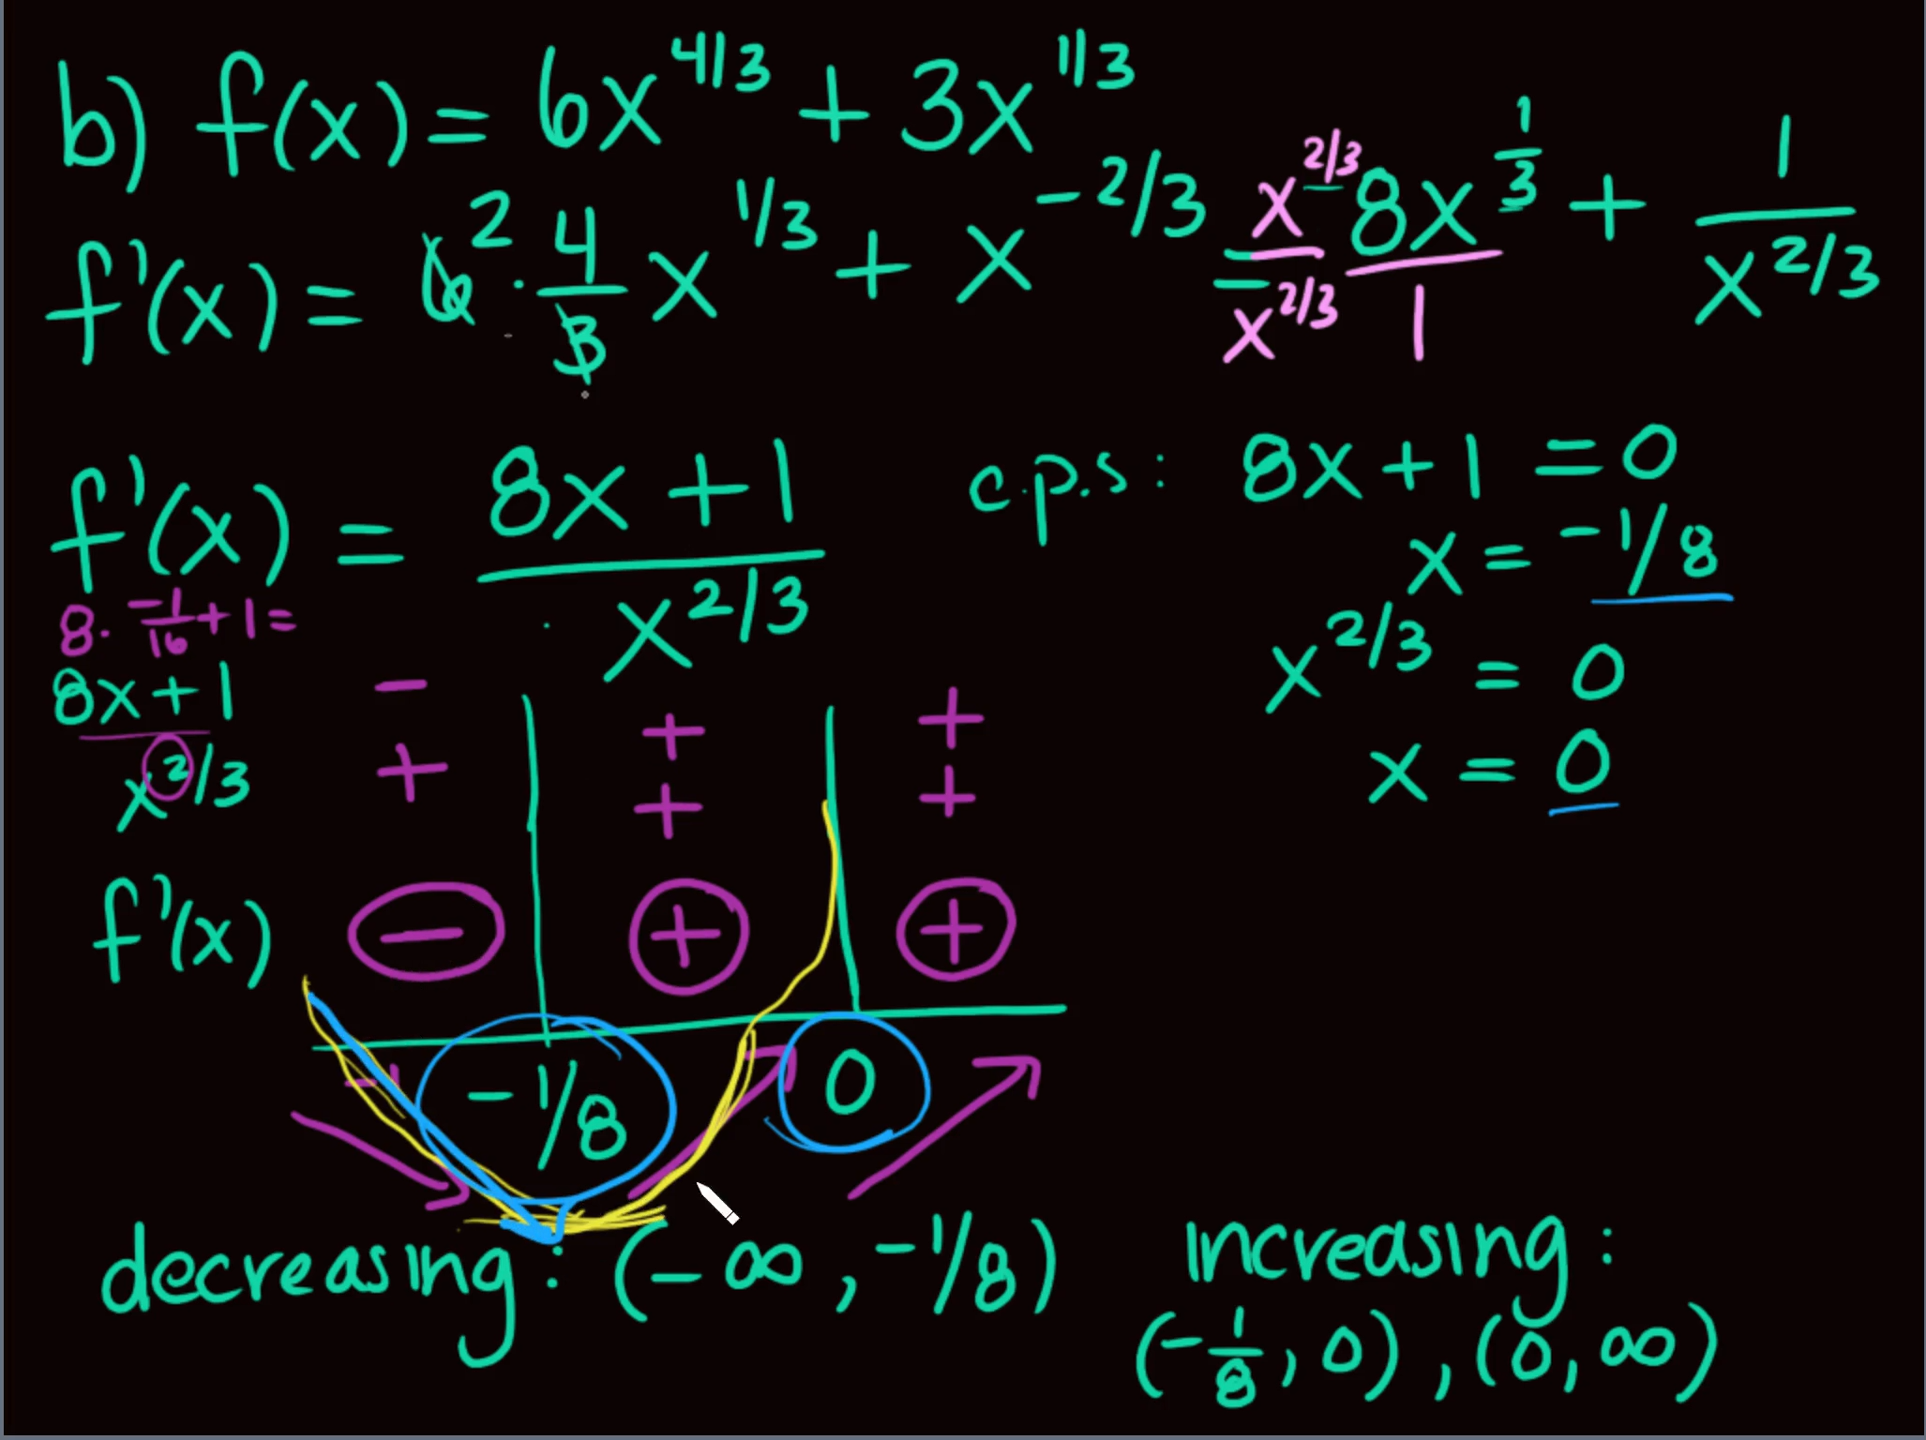 b) f(x) = 6x^{4/3} + 3x^{1/3}
f'(x) = 6^2 · 4/3 x^{1/3} + x^{-2/3} = x^{2/3}/x^{2/3} 8x^{1/3}/1 + 1/x^{2/3}
f'(x) = (8x + 1)/x^{2/3}
c.p.s: 8x + 1 = 0
x = -1/8
x^{2/3} = 0
x = 0
8 · -1/16 + 1 =
8x + 1 - + +
x^{2/3} + + +
f'(x) - + +
-1 -1/8 0
decreasing: (-∞, -1/8)
increasing:
(-1/8, 0), (0, ∞)